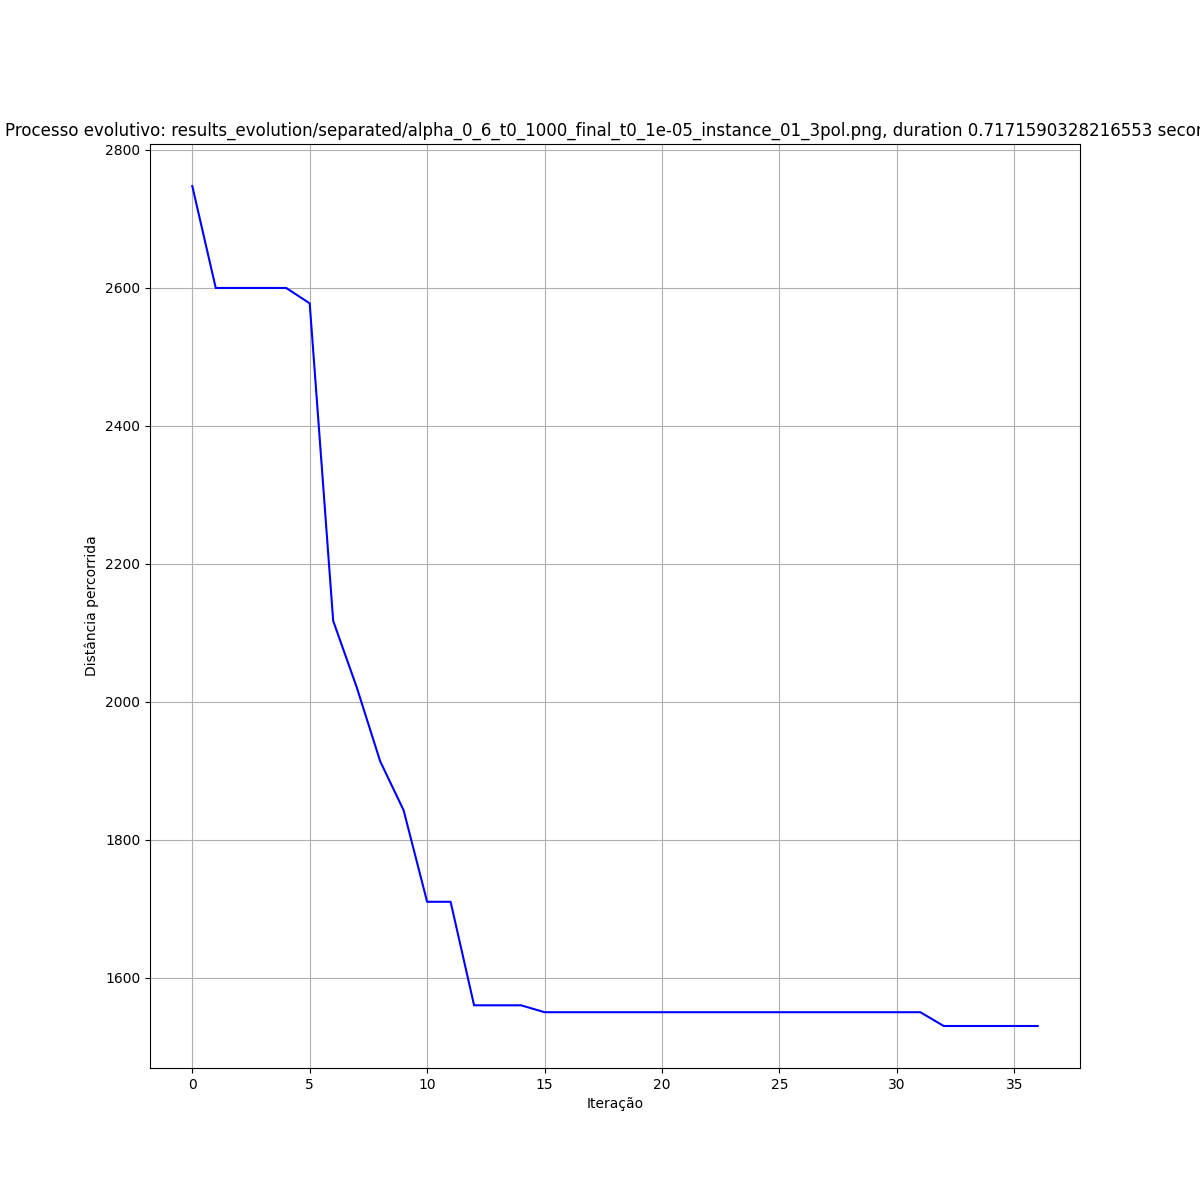 Processo evolutivo: results_evolution/separated/alpha_0_6_t0_1000_final_t0_1e-05_instance_01_3pol.png, duration 0.7171590328216553 secor
2800
2600
2400
2200
2000
1800
1600
Distância percorrida
0 5 10 15 20 25 30 35
Iteração